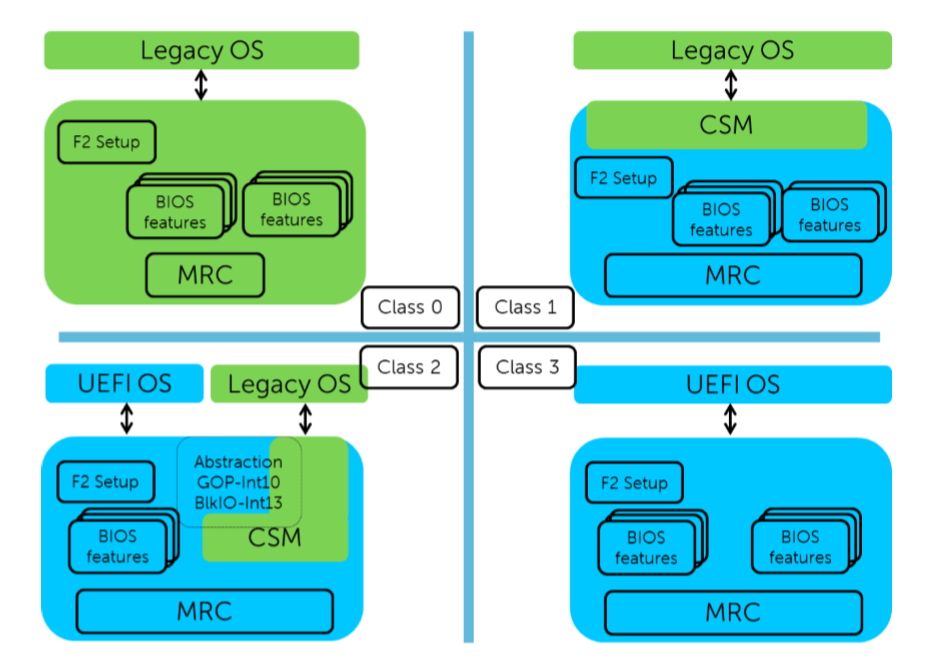 Legacy OS
F2 Setup
BIOS
features
BIOS
features
MRC
Class 0
Legacy OS
CSM
F2 Setup
BIOS
features
BIOS
features
MRC
Class 1
Class 2
UEFI OS
Legacy OS
Abstraction
GOP-Int10
BlkIO-Int13
F2 Setup
BIOS
features
CSM
MRC
Class 3
UEFI OS
F2 Setup
BIOS
features
BIOS
features
MRC